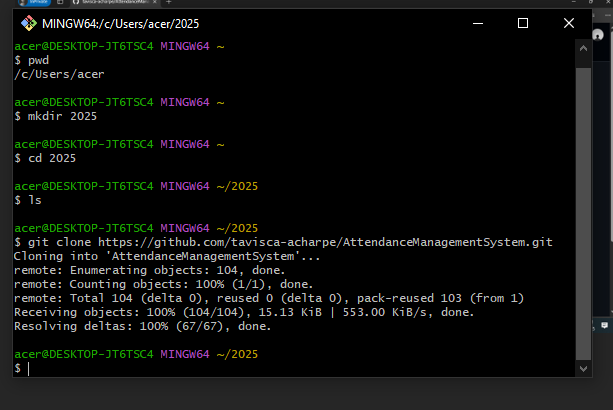 InPrivate
tavisca-acharpe/AttendanceMan
MINGW64:/c/Users/acer/2025
acer@DESKTOP-JT6TSC4 MINGW64 ~
$ pwd
/c/Users/acer
acer@DESKTOP-JT6TSC4 MINGW64 ~
$ mkdir 2025
acer@DESKTOP-JT6TSC4 MINGW64 ~
$ cd 2025
acer@DESKTOP-JT6TSC4 MINGW64 ~/2025
$ ls
acer@DESKTOP-JT6TSC4 MINGW64 ~/2025
$ git clone https://github.com/tavisca-acharpe/AttendanceManagementSystem.git
Cloning into 'AttendanceManagementSystem'...
remote: Enumerating objects: 104, done.
remote: Counting objects: 100% (1/1), done.
remote: Total 104 (delta 0), reused 0 (delta 0), pack-reused 103 (from 1)
Receiving objects: 100% (104/104), 15.13 KiB | 553.00 KiB/s, done.
Resolving deltas: 100% (67/67), done.
acer@DESKTOP-JT6TSC4 MINGW64 ~/2025
$